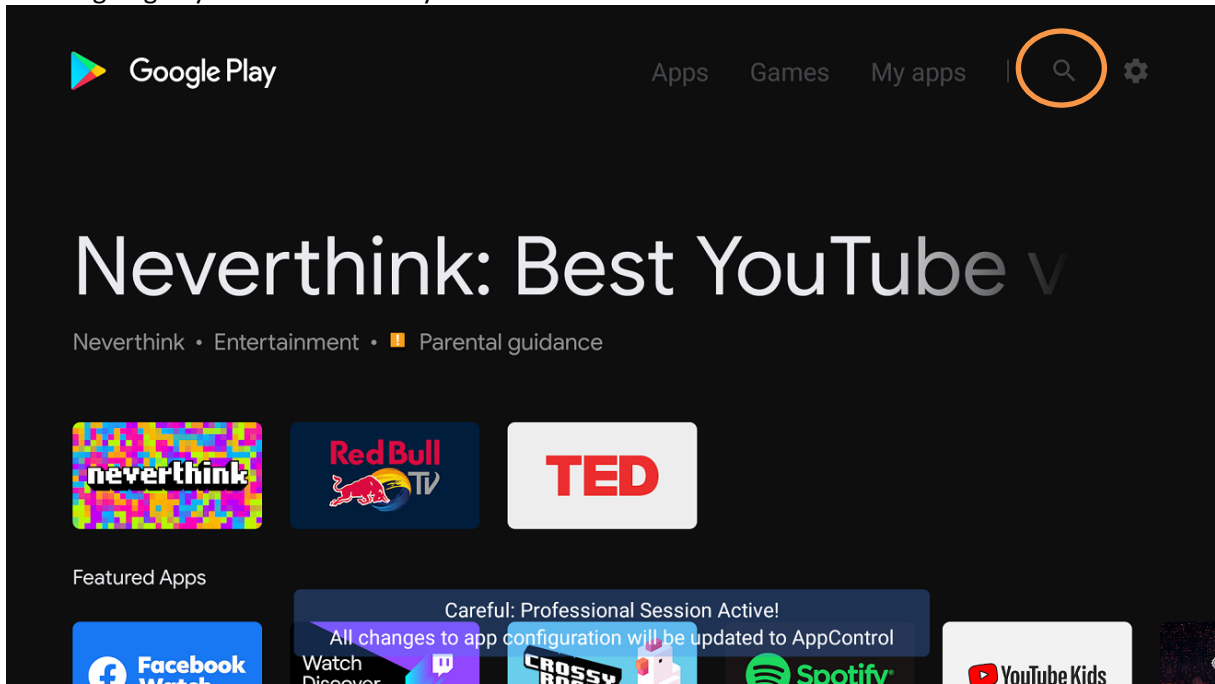 Google Play
Apps Games My apps
Neverthink: Best YouTube v
Neverthink • Entertainment • Parental guidance
neverthink
Red Bull
TV
TED
Featured Apps
Careful: Professional Session Active!
All changes to app configuration will be updated to AppControl
Facebook
Watch
Watch
Discover
CROSSY
ROAD
Spotify
YouTube Kids